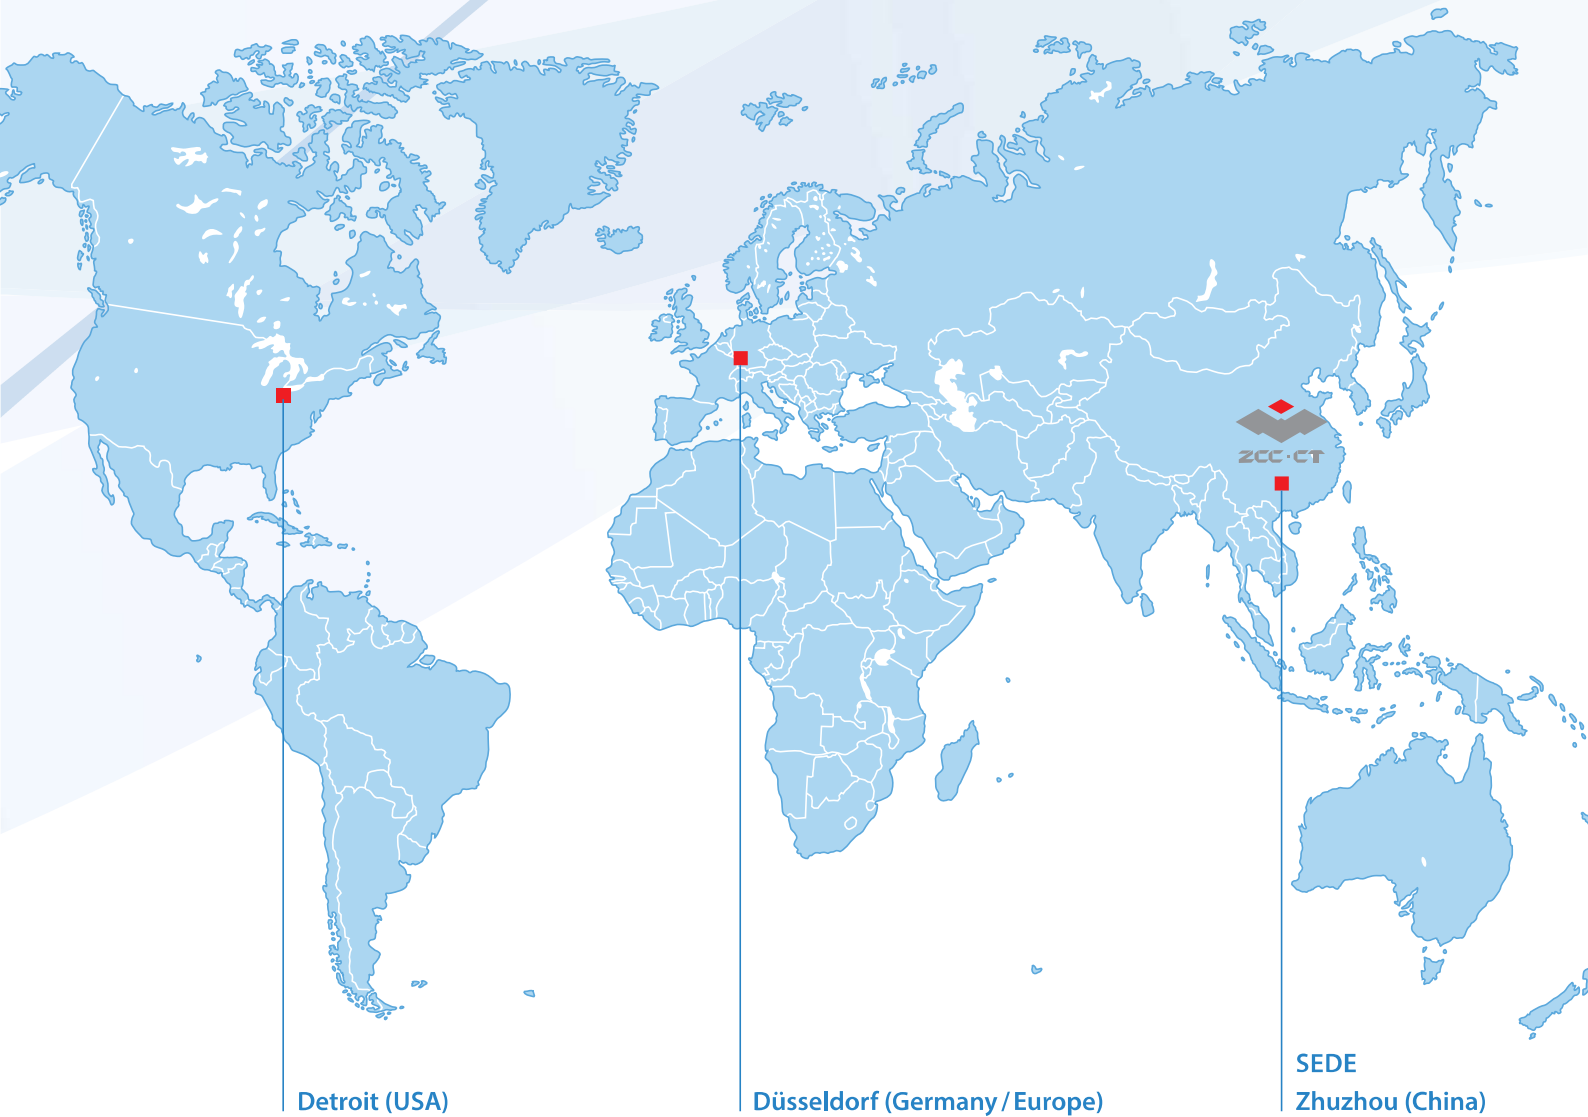 ZCC·CT
SEDE
Detroit (USA)
Düsseldorf (Germany / Europe)
Zhuzhou (China)